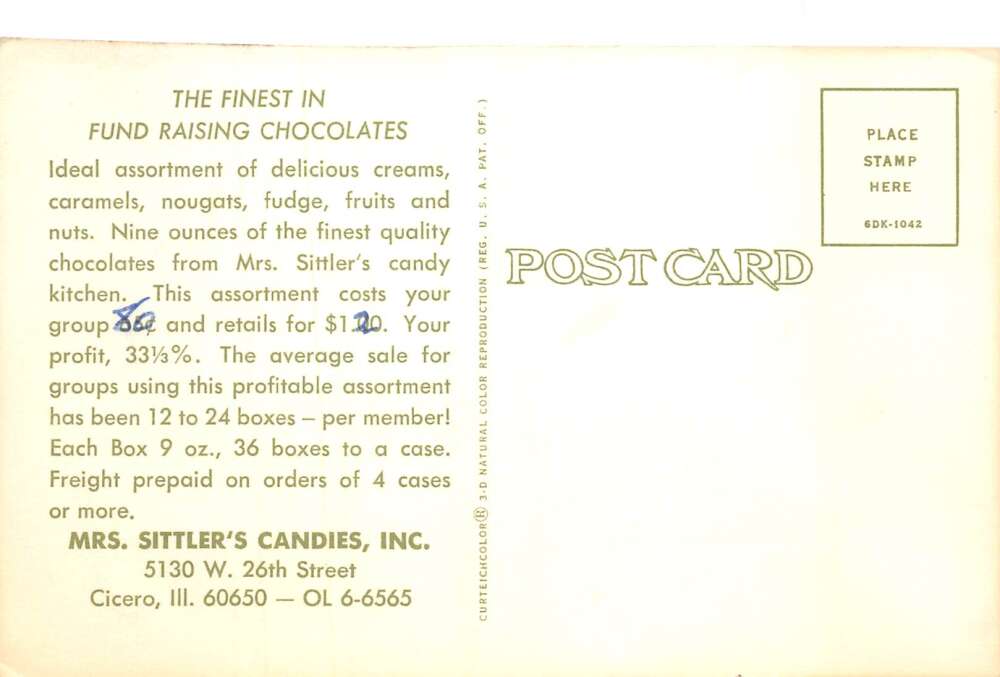 THE FINEST IN
FUND RAISING CHOCOLATES
Ideal assortment of delicious creams,
caramels, nougats, fudge, fruits and
nuts. Nine ounces of the finest quality
chocolates from Mrs. Sittler's candy
kitchen. This assortment costs your
group 80¢ and retails for $1.20. Your
profit, 33⅓%. The average sale for
groups using this profitable assortment
has been 12 to 24 boxes – per member!
Each Box 9 oz., 36 boxes to a case.
Freight prepaid on orders of 4 cases
or more.
MRS. SITTLER'S CANDIES, INC.
5130 W. 26th Street
Cicero, Ill. 60650 — OL 6-6565
CURTEICHCOLOR® 3-D NATURAL COLOR REPRODUCTION (REG. U. S. A. PAT. OFF.)
POST CARD
PLACE
STAMP
HERE
6DK-1042